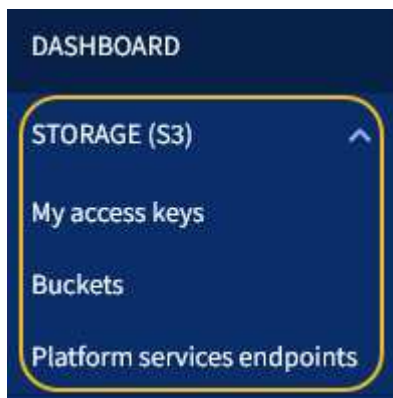 DASHBOARD
STORAGE (S3)
My access keys
Buckets
Platform services endpoints